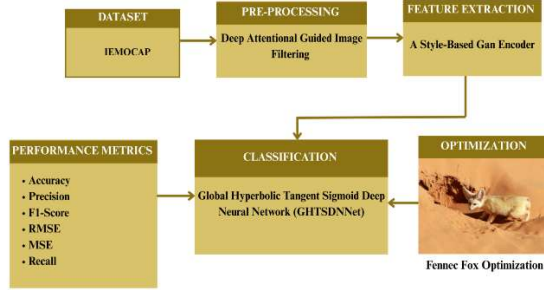 DATASET
IEMOCAP
PRE-PROCESSING
Deep Attentional Guided Image
Filtering
FEATURE EXTRACTION
A Style-Based Gan Encoder
PERFORMANCE METRICS
• Accuracy
• Precision
• F1-Score
• RMSE
• MSE
• Recall
CLASSIFICATION
Global Hyperbolic Tangent Sigmoid Deep
Neural Network (GHTSDNNet)
OPTIMIZATION
Fennec Fox Optimization